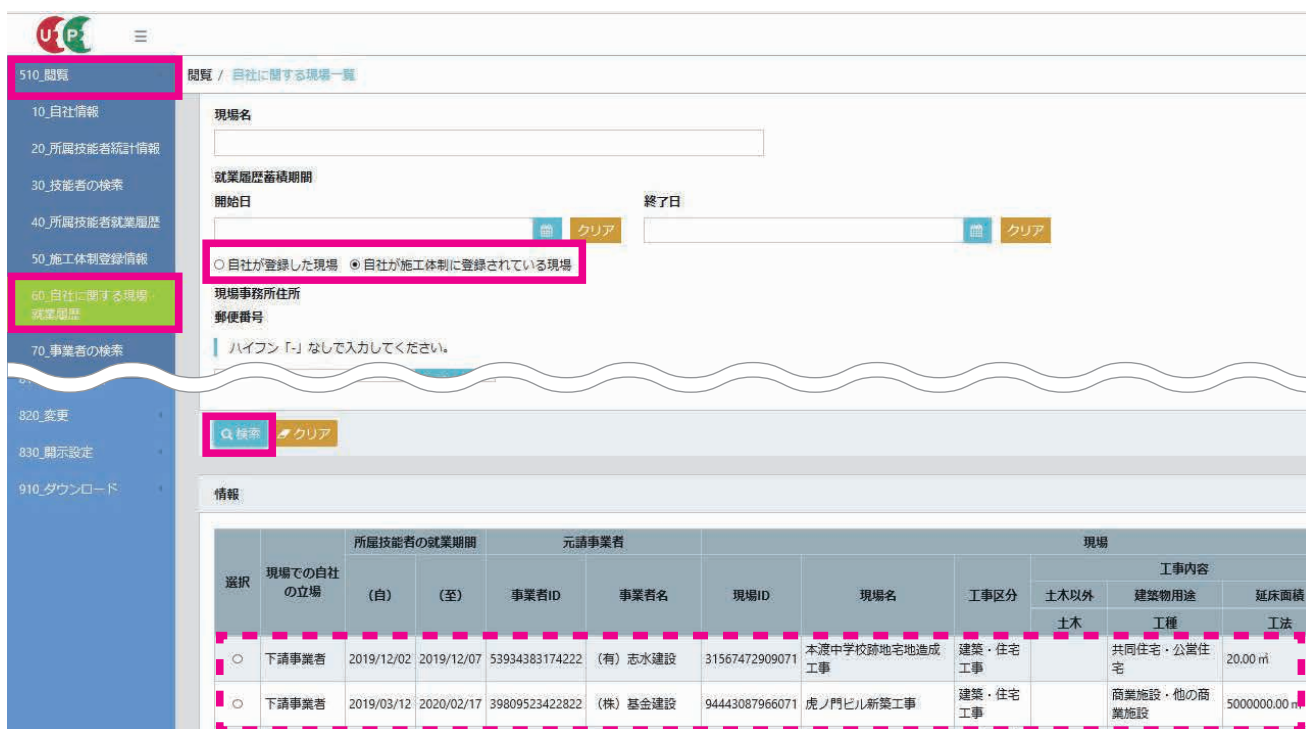 510_閲覧
閲覧 / 自社に関する現場一覧
10_自社情報
20_所属技能者統計情報
30_技能者の検索
40_所属技能者就業履歴
50_施工体制登録情報
60_自社に関する現場・
就業履歴
70_事業者の検索
820_変更
830_開示設定
910_ダウンロード
現場名
就業履歴蓄積期間
開始日 終了日
クリア クリア
○自社が登録した現場 ◉自社が施工体制に登録されている現場
現場事務所住所
郵便番号
ハイフン「-」なしで入力してください。
検索 クリア
情報
選択 現場での自社の立場 所属技能者の就業期間 元請事業者 現場
(自) (至) 事業者ID 事業者名 現場ID 現場名 工事区分 工事内容
土木以外 建築物用途 延床面積
土木 工種 工法
○ 下請事業者 2019/12/02 2019/12/07 53934383174222 (有) 志水建設 31567472909071 本渡中学校跡地宅地造成工事 建築・住宅工事 共同住宅・公営住宅 20.00 ㎡
○ 下請事業者 2019/03/12 2020/02/17 39809523422822 (株) 基金建設 94443087966071 虎ノ門ビル新築工事 建築・住宅工事 商業施設・他の商業施設 5000000.00 ㎡